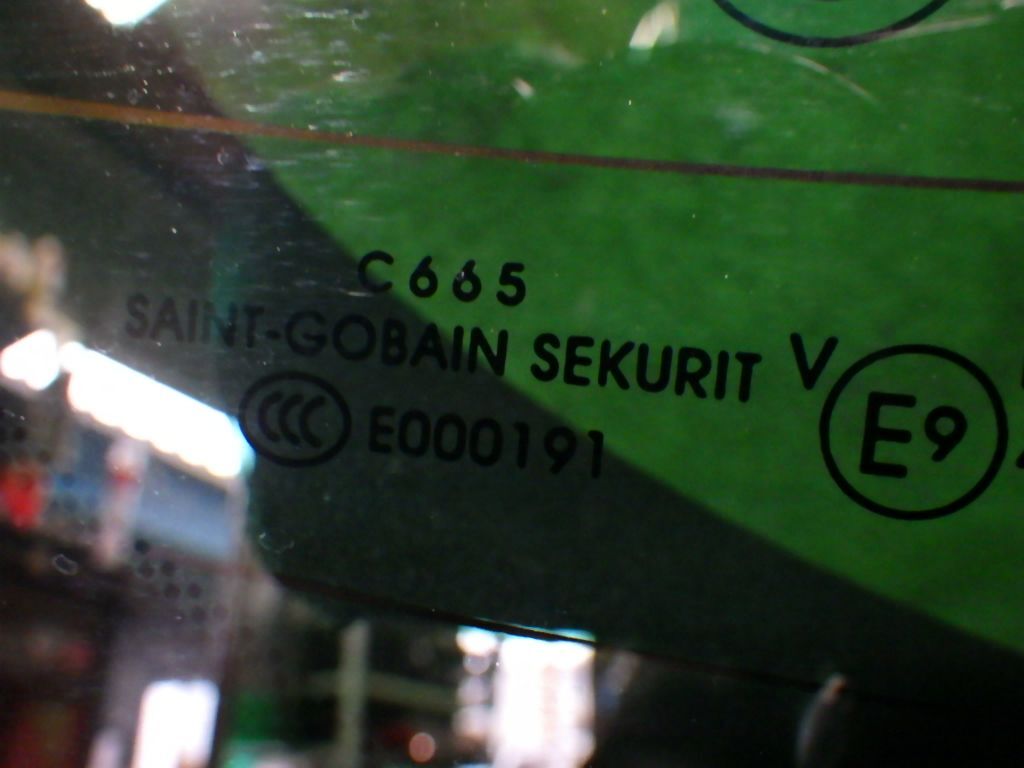 C665
SAINT-GOBAIN SEKURIT V
CCC E000191
E9